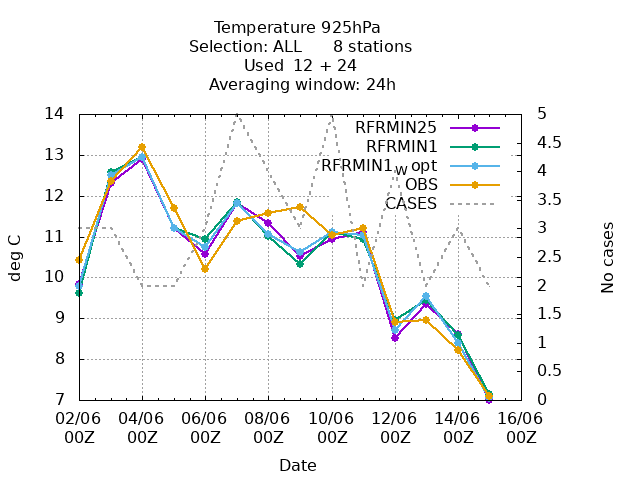 Temperature 925hPa
Selection: ALL 8 stations
Used 12 + 24
Averaging window: 24h
14
13
12
11
10
9
8
7
deg C
5
4.5
4
3.5
3
2.5
2
1.5
1
0.5
0
No cases
RFRMIN25
RFRMIN1
RFRMIN1wopt
OBS
CASES
02/06 04/06 06/06 08/06 10/06 12/06 14/06 16/06
00Z 00Z 00Z 00Z 00Z 00Z 00Z 00Z
Date